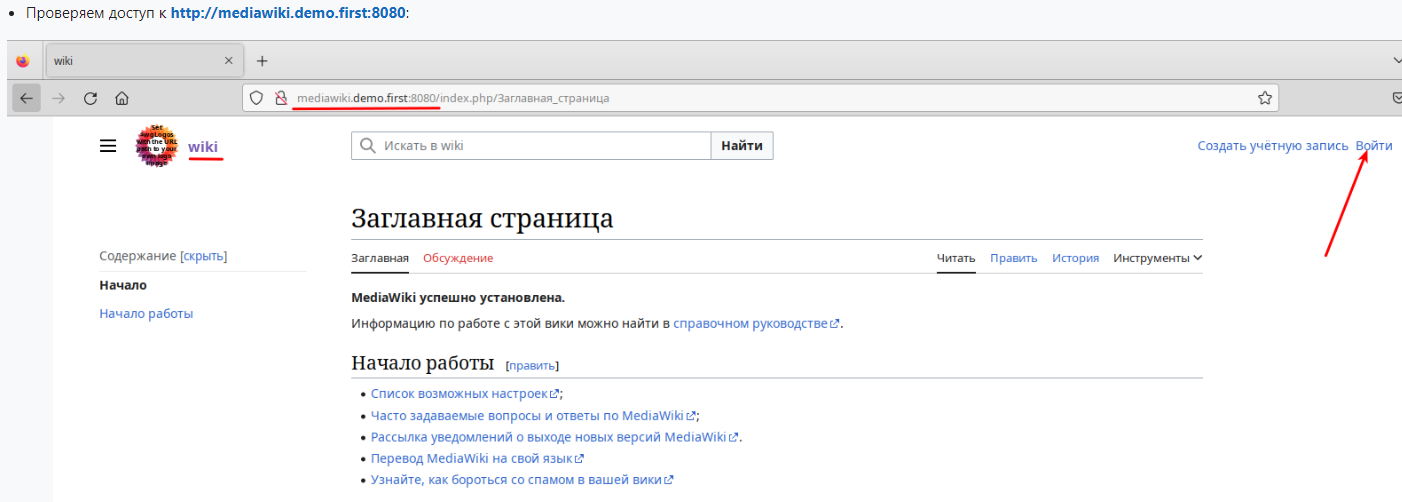 Проверяем доступ к http://mediawiki.demo.first:8080:
wiki
mediawiki.demo.first:8080/index.php/Заглавная_страница
Set $wgLogos with the URL path to your own logo image
wiki
Искать в wiki
Найти
Создать учётную запись Войти
Заглавная страница
Содержание [скрыть]
Начало
Начало работы
Заглавная Обсуждение
Читать Править История Инструменты
MediaWiki успешно установлена.
Информацию по работе с этой вики можно найти в справочном руководстве.
Начало работы [править]
Список возможных настроек;
Часто задаваемые вопросы и ответы по MediaWiki;
Рассылка уведомлений о выходе новых версий MediaWiki.
Перевод MediaWiki на свой язык
Узнайте, как бороться со спамом в вашей вики